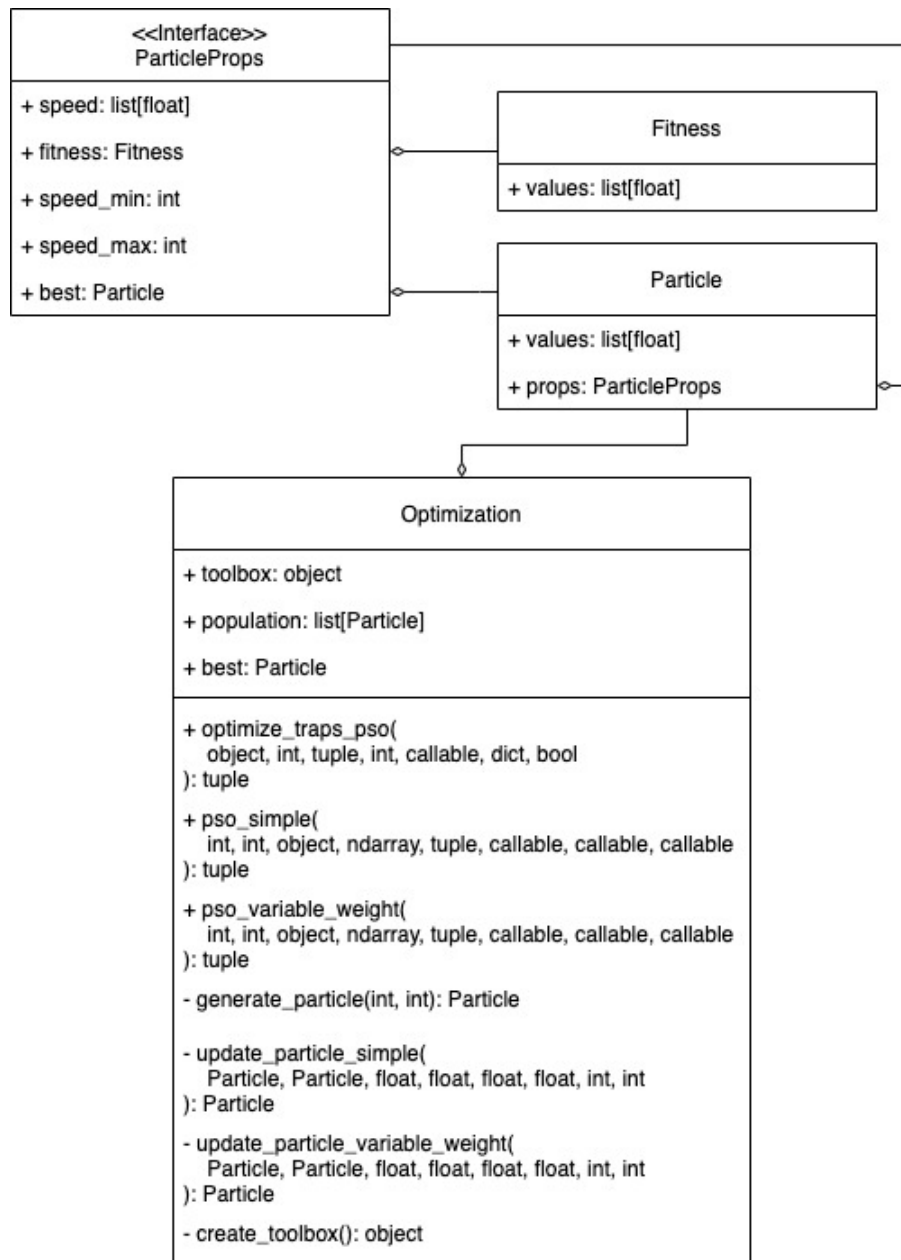 <<Interface>>
ParticleProps
+ speed: list[float]
+ fitness: Fitness
+ speed_min: int
+ speed_max: int
+ best: Particle
Fitness
+ values: list[float]
Particle
+ values: list[float]
+ props: ParticleProps
Optimization
+ toolbox: object
+ population: list[Particle]
+ best: Particle
+ optimize_traps_pso(
object, int, tuple, int, callable, dict, bool
): tuple
+ pso_simple(
int, int, object, ndarray, tuple, callable, callable, callable
): tuple
+ pso_variable_weight(
int, int, object, ndarray, tuple, callable, callable, callable
): tuple
- generate_particle(int, int): Particle
- update_particle_simple(
Particle, Particle, float, float, float, float, int, int
): Particle
- update_particle_variable_weight(
Particle, Particle, float, float, float, float, int, int
): Particle
- create_toolbox(): object